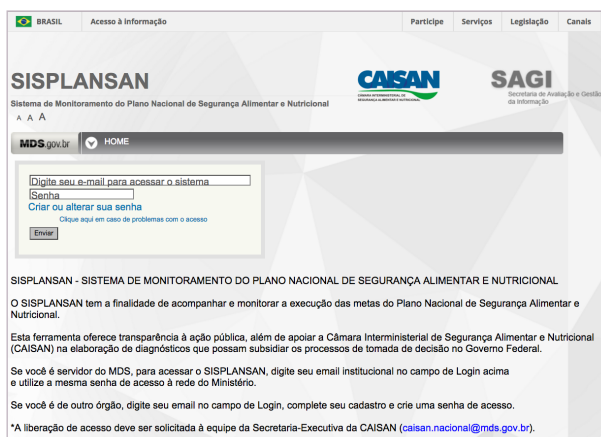 BRASIL Acesso à informação Participe Serviços Legislação Canais
SISPLANSAN
CAISAN
CÂMARA INTERMINISTERIAL DE
SEGURANÇA ALIMENTAR E NUTRICIONAL
SAGI
Secretaria de Avaliação e Gestão
da Informação
Sistema de Monitoramento do Plano Nacional de Segurança Alimentar e Nutricional
A A A
MDS.gov.br HOME
Digite seu e-mail para acessar o sistema
Senha
Criar ou alterar sua senha
Clique aqui em caso de problemas com o acesso
Enviar
SISPLANSAN - SISTEMA DE MONITORAMENTO DO PLANO NACIONAL DE SEGURANÇA ALIMENTAR E NUTRICIONAL
O SISPLANSAN tem a finalidade de acompanhar e monitorar a execução das metas do Plano Nacional de Segurança Alimentar e
Nutricional.
Esta ferramenta oferece transparência à ação pública, além de apoiar a Câmara Interministerial de Segurança Alimentar e Nutricional
(CAISAN) na elaboração de diagnósticos que possam subsidiar os processos de tomada de decisão no Governo Federal.
Se você é servidor do MDS, para acessar o SISPLANSAN, digite seu email institucional no campo de Login acima
e utilize a mesma senha de acesso à rede do Ministério.
Se você é de outro órgão, digite seu email no campo de Login, complete seu cadastro e crie uma senha de acesso.
*A liberação de acesso deve ser solicitada à equipe da Secretaria-Executiva da CAISAN (caisan.nacional@mds.gov.br).